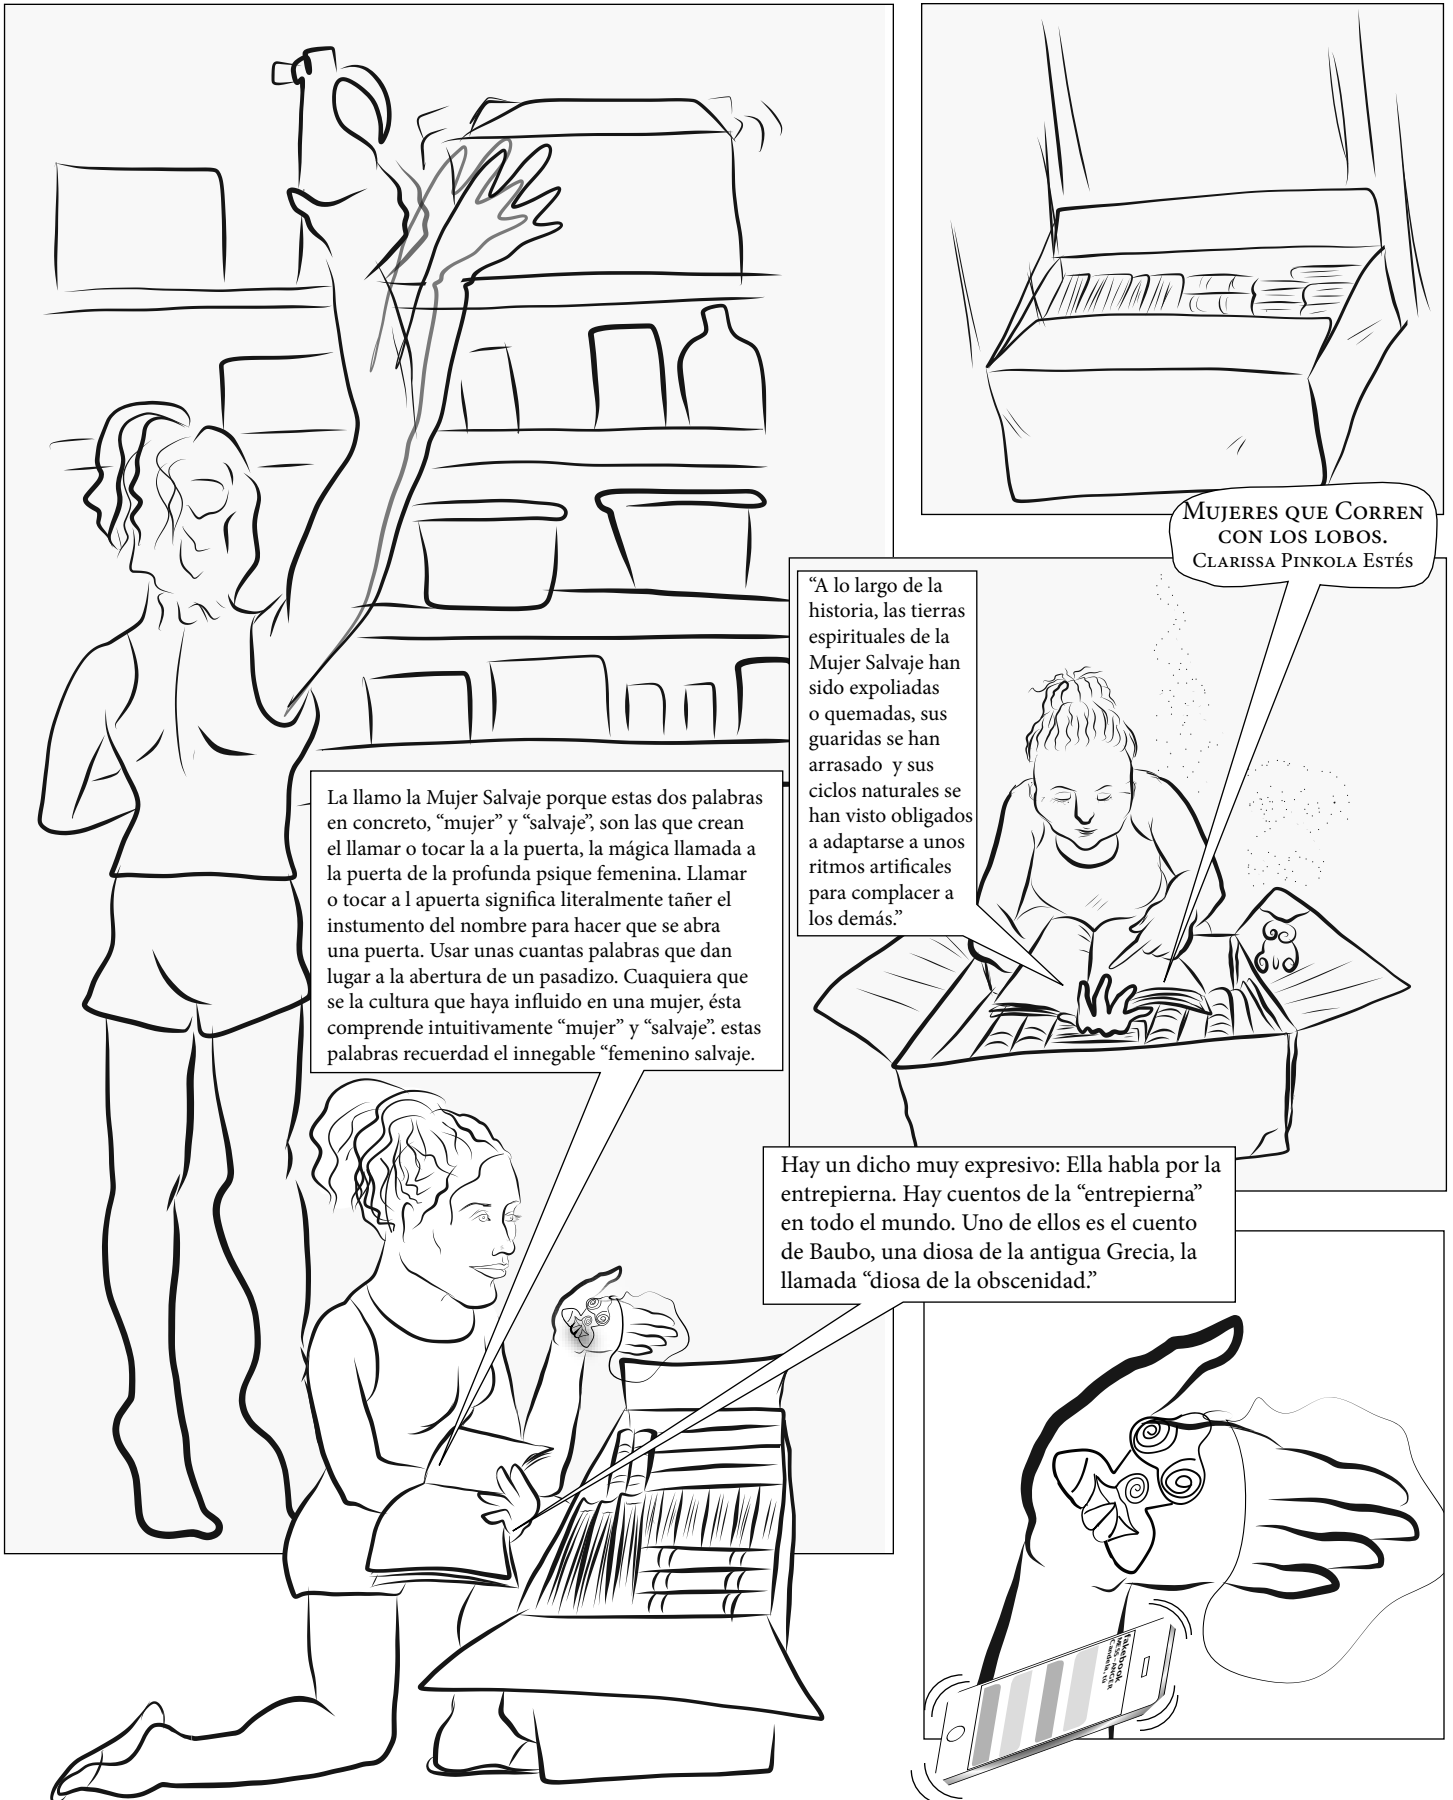 Mujeres que Corren
con los lobos.
Clarissa Pinkola Estés
“A lo largo de la
historia, las tierras
espirituales de la
Mujer Salvaje han
sido expoliadas
o quemadas, sus
guaridas se han
arrasado y sus
ciclos naturales se
han visto obligados
a adaptarse a unos
ritmos artificales
para complacer a
los demás.”
La llamo la Mujer Salvaje porque estas dos palabras
en concreto, “mujer” y “salvaje”, son las que crean
el llamar o tocar la a la puerta, la mágica llamada a
la puerta de la profunda psique femenina. Llamar
o tocar a l apuerta significa literalmente tañer el
instumento del nombre para hacer que se abra
una puerta. Usar unas cuantas palabras que dan
lugar a la abertura de un pasadizo. Cuaquiera que
se la cultura que haya influido en una mujer, ésta
comprende intuitivamente “mujer” y “salvaje”. estas
palabras recuerdad el innegable “femenino salvaje.
Hay un dicho muy expresivo: Ella habla por la
entrepierna. Hay cuentos de la “entrepierna”
en todo el mundo. Uno de ellos es el cuento
de Baubo, una diosa de la antigua Grecia, la
llamada “diosa de la obscenidad.”
fakebook
MESS-ANGER